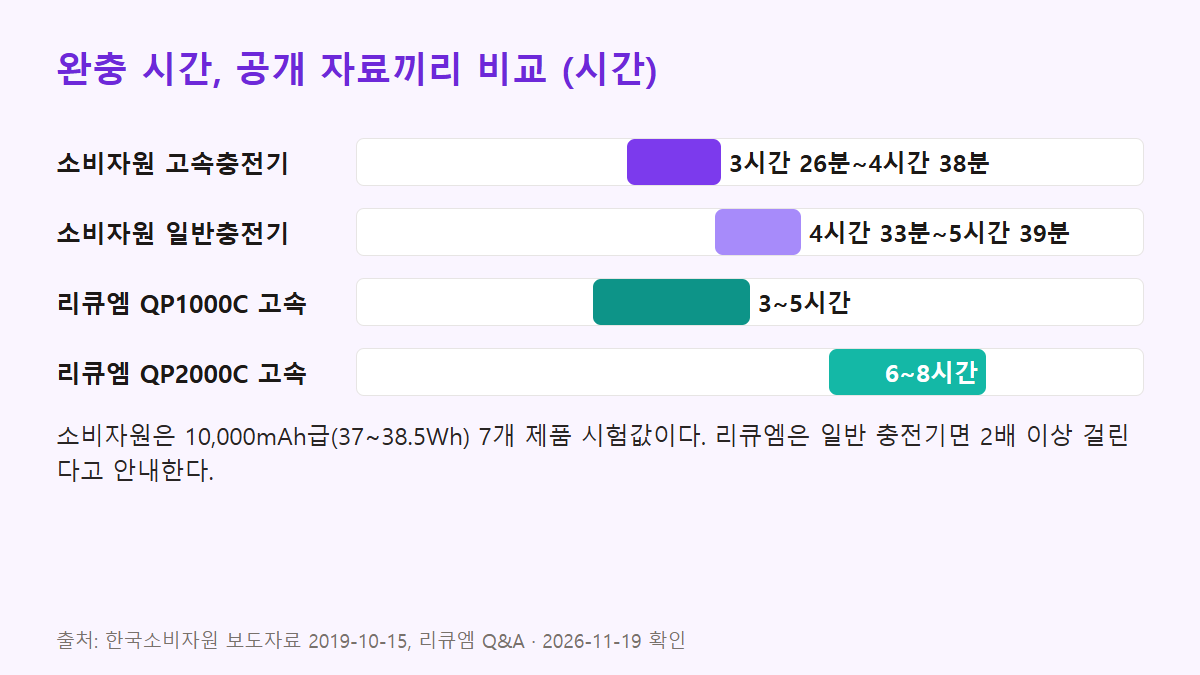 완충 시간, 공개 자료끼리 비교 (시간)
소비자원 고속충전기
3시간 26분~4시간 38분
소비자원 일반충전기
4시간 33분~5시간 39분
리큐엠 QP1000C 고속
3~5시간
리큐엠 QP2000C 고속
6~8시간
소비자원은 10,000mAh급(37~38.5Wh) 7개 제품 시험값이다. 리큐엠은 일반 충전기면 2배 이상 걸린
다고 안내한다.
출처: 한국소비자원 보도자료 2019-10-15, 리큐엠 Q&A · 2026-11-19 확인